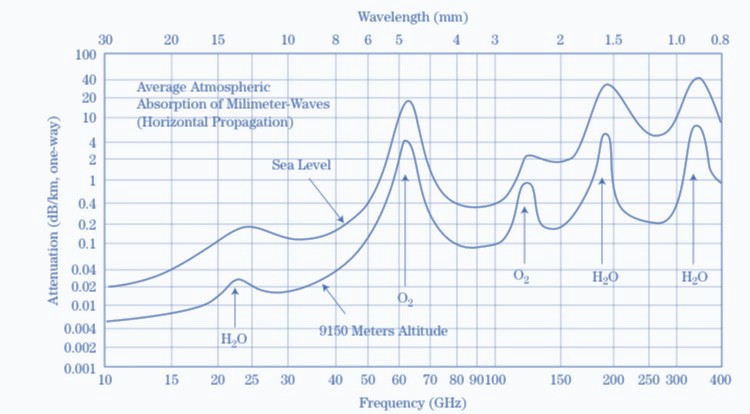 Wavelength (mm)
30 20 15 10 8 6 5 4 3 2 1.5 1.0 0.8
100
40
20
10
4
2
1
0.4
0.2
0.1
0.04
0.02
0.01
0.004
0.002
0.001
Attenuation (dB/km, one-way)
Average Atmospheric
Absorption of Milimeter-Waves
(Horizontal Propagation)
Sea Level
O₂
H₂O
H₂O
O₂
9150 Meters Altitude
H₂O
10 15 20 25 30 40 50 60 70 80 90 100 150 200 250 300 400
Frequency (GHz)